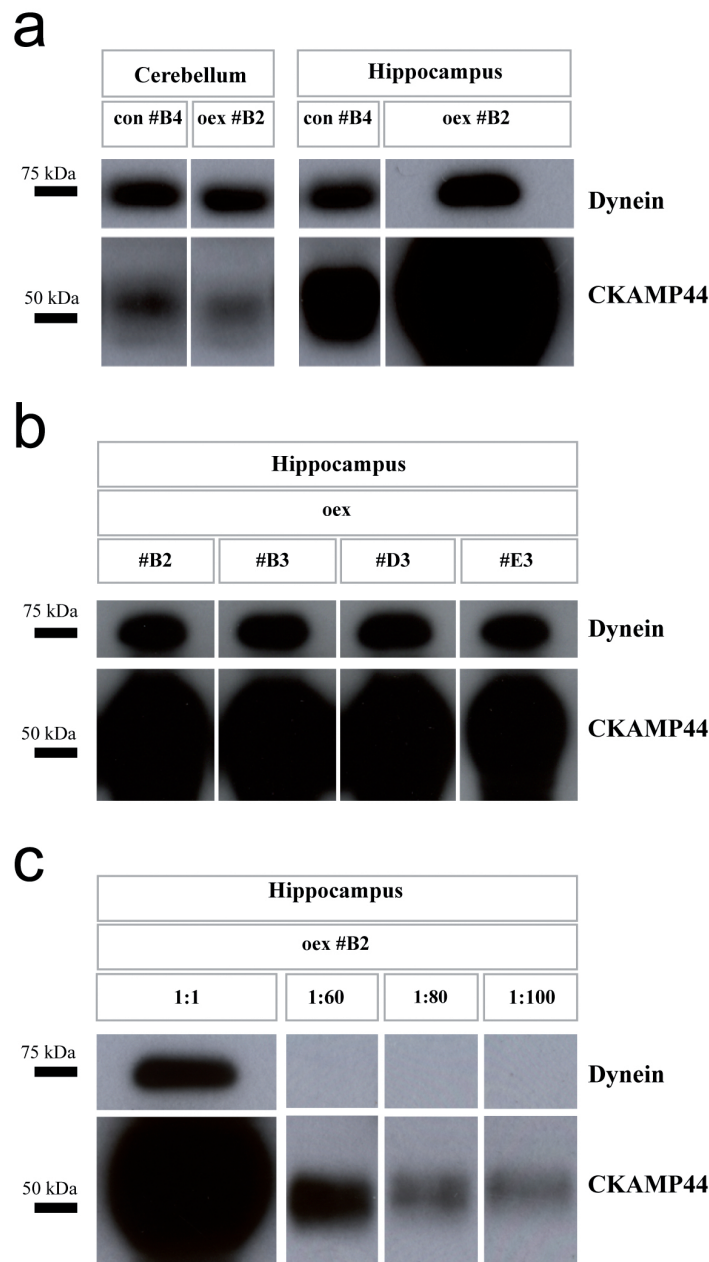 a
Cerebellum Hippocampus
con #B4 oex #B2 con #B4 oex #B2
75 kDa
Dynein
50 kDa
CKAMP44
b
Hippocampus
oex
#B2 #B3 #D3 #E3
75 kDa
Dynein
50 kDa
CKAMP44
c
Hippocampus
oex #B2
1:1 1:60 1:80 1:100
75 kDa
Dynein
50 kDa
CKAMP44